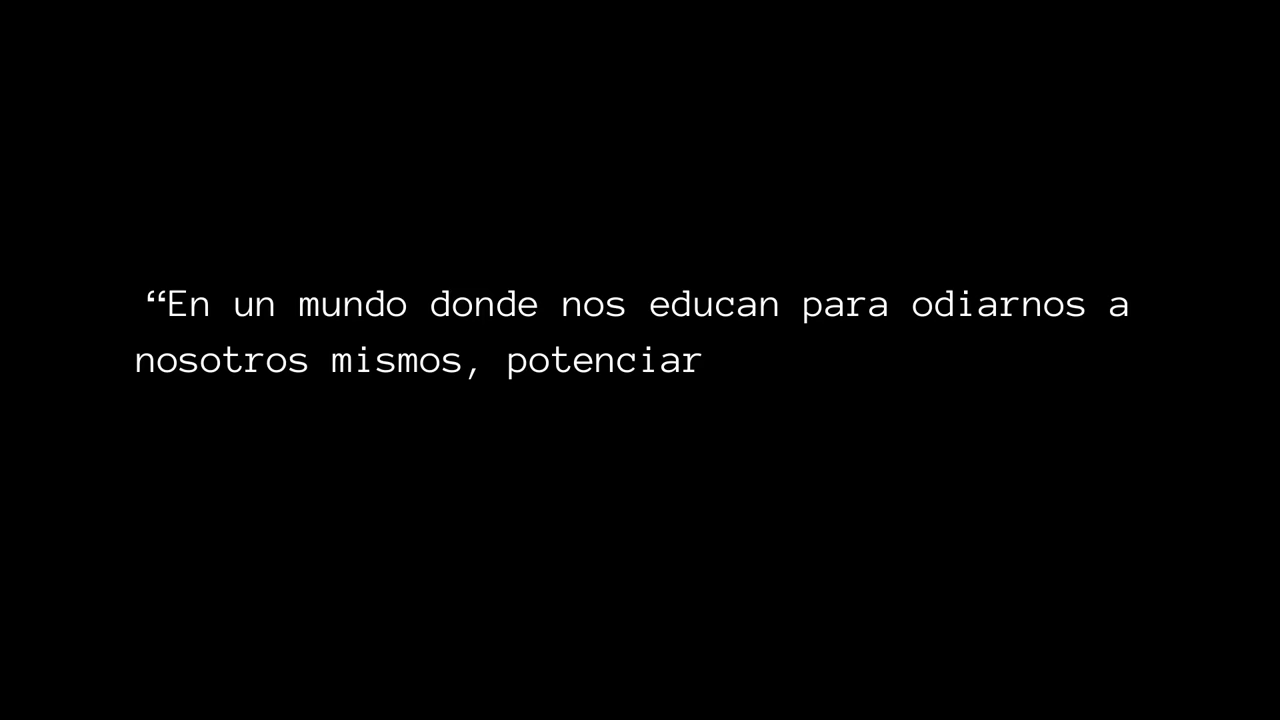 “En un mundo donde nos educan para odiarnos a
nosotros mismos, potenciar